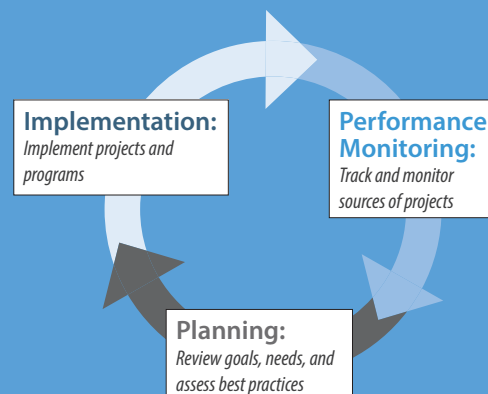 Implementation:
Implement projects and
programs
Performance
Monitoring:
Track and monitor
sources of projects
Planning:
Review goals, needs, and
assess best practices